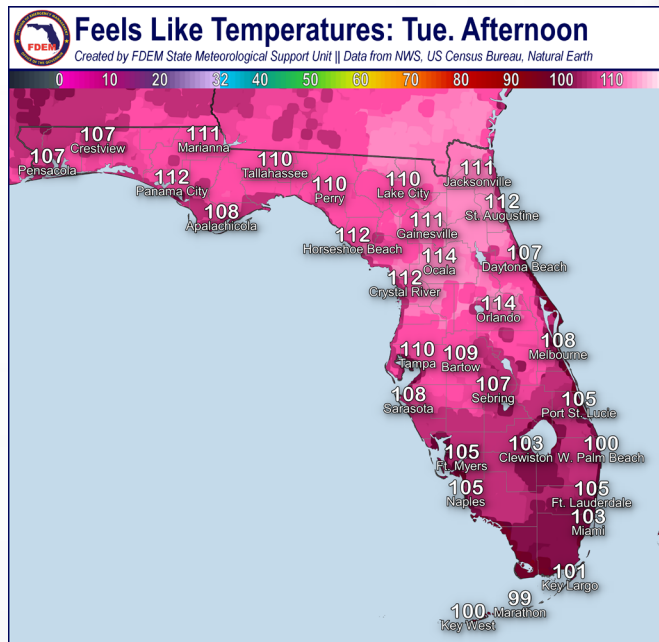 Feels Like Temperatures: Tue. Afternoon
Created by FDEM State Meteorological Support Unit || Data from NWS, US Census Bureau, Natural Earth
FDEM
0 10 20 32 40 50 60 70 80 90 100 110
107
Crestview
111
Marianna
107
Pensacola
110
Tallahassee
112
Panama City
110
Perry
110
Lake City
111
Jacksonville
108
Apalachicola
112
St. Augustine
111
Gainesville
112
Horseshoe Beach
114
Ocala
107
Daytona Beach
112
Crystal River
114
Orlando
108
Melbourne
110
Tampa
109
Bartow
107
Sebring
108
Sarasota
105
Port St. Lucie
105
Ft. Myers
103
Clewiston
100
W. Palm Beach
105
Naples
105
Ft. Lauderdale
103
Miami
101
Key Largo
99
Marathon
100
Key West